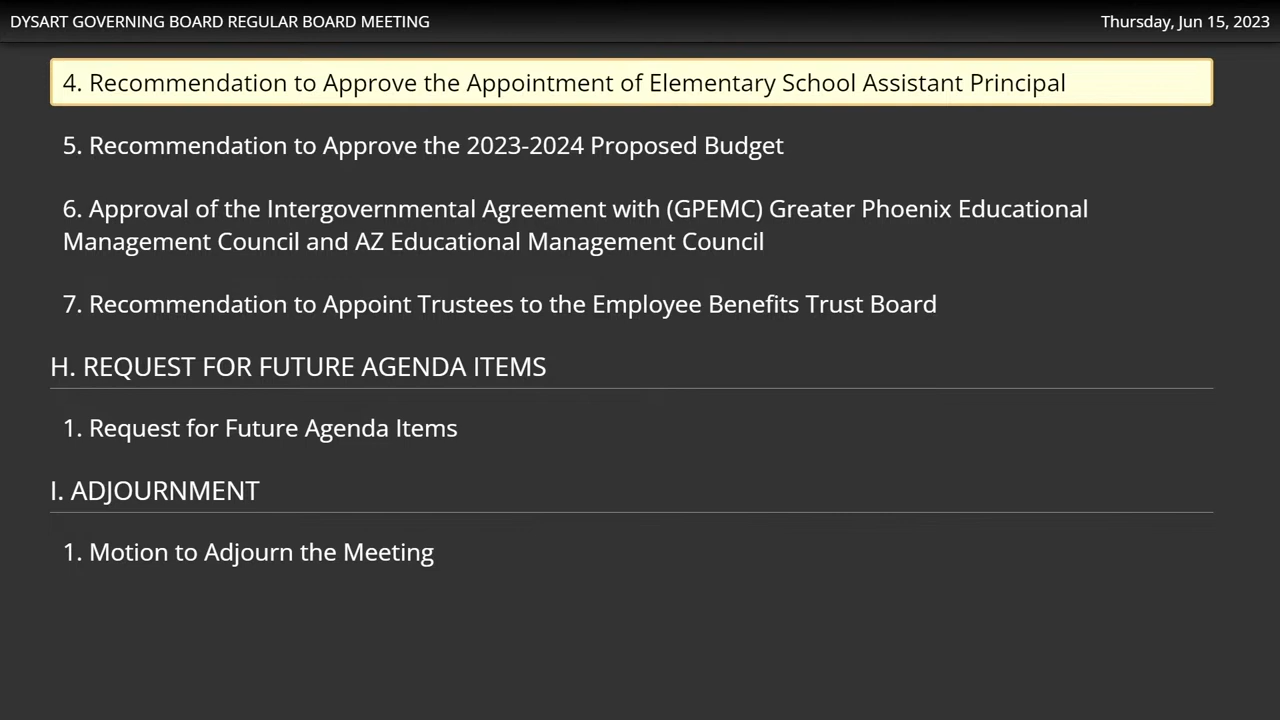 DYSART GOVERNING BOARD REGULAR BOARD MEETING
Thursday, Jun 15, 2023
4. Recommendation to Approve the Appointment of Elementary School Assistant Principal
5. Recommendation to Approve the 2023-2024 Proposed Budget
6. Approval of the Intergovernmental Agreement with (GPEMC) Greater Phoenix Educational
Management Council and AZ Educational Management Council
7. Recommendation to Appoint Trustees to the Employee Benefits Trust Board
H. REQUEST FOR FUTURE AGENDA ITEMS
1. Request for Future Agenda Items
I. ADJOURNMENT
1. Motion to Adjourn the Meeting